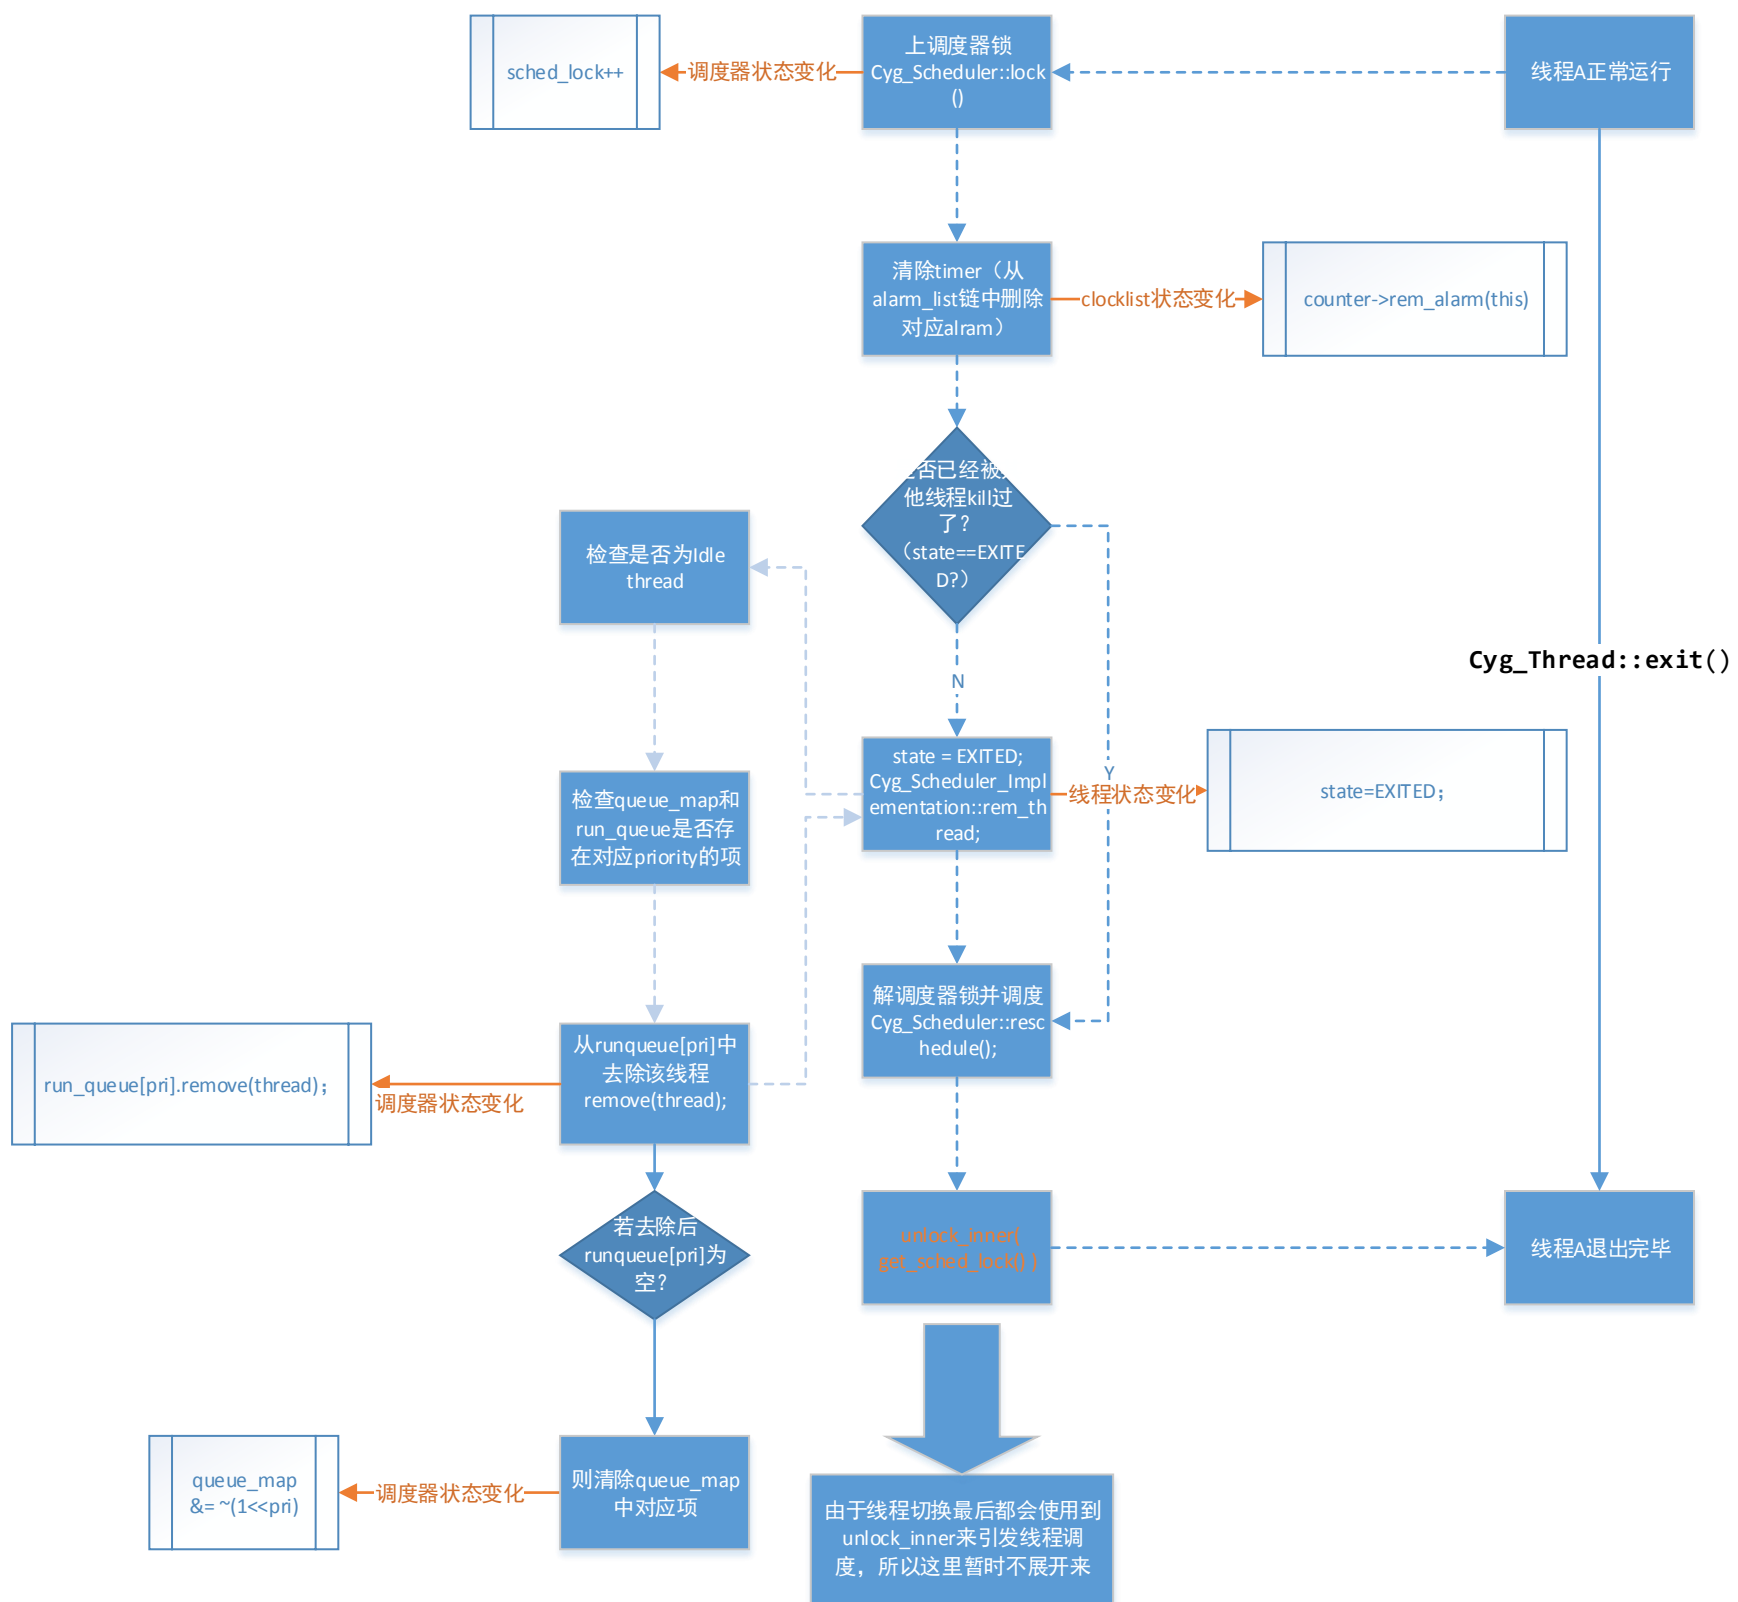 sched_lock++
调度器状态变化
上调度器锁
Cyg_Scheduler::lock
()
线程A正常运行
清除timer（从
alarm_list链中删除
对应alram）
clocklist状态变化
counter->rem_alarm(this)
否已经被
他线程kill过
了？
（state==EXITE
D?）
检查是否为Idle
thread
N
Y
Cyg_Thread::exit()
state = EXITED;
Cyg_Scheduler_Impl
ementation::rem_th
read;
线程状态变化
state=EXITED；
检查queue_map和
run_queue是否存
在对应priority的项
解调度器锁并调度
Cyg_Scheduler::resc
hedule();
run_queue[pri].remove(thread)；
调度器状态变化
从runqueue[pri]中
去除该线程
remove(thread);
若去除后
runqueue[pri]为
空？
unlock_inner(
get_sched_lock() )
线程A退出完毕
queue_map
&= ~(1<<pri)
调度器状态变化
则清除queue_map
中对应项
由于线程切换最后都会使用到
unlock_inner来引发线程调
度，所以这里暂时不展开来